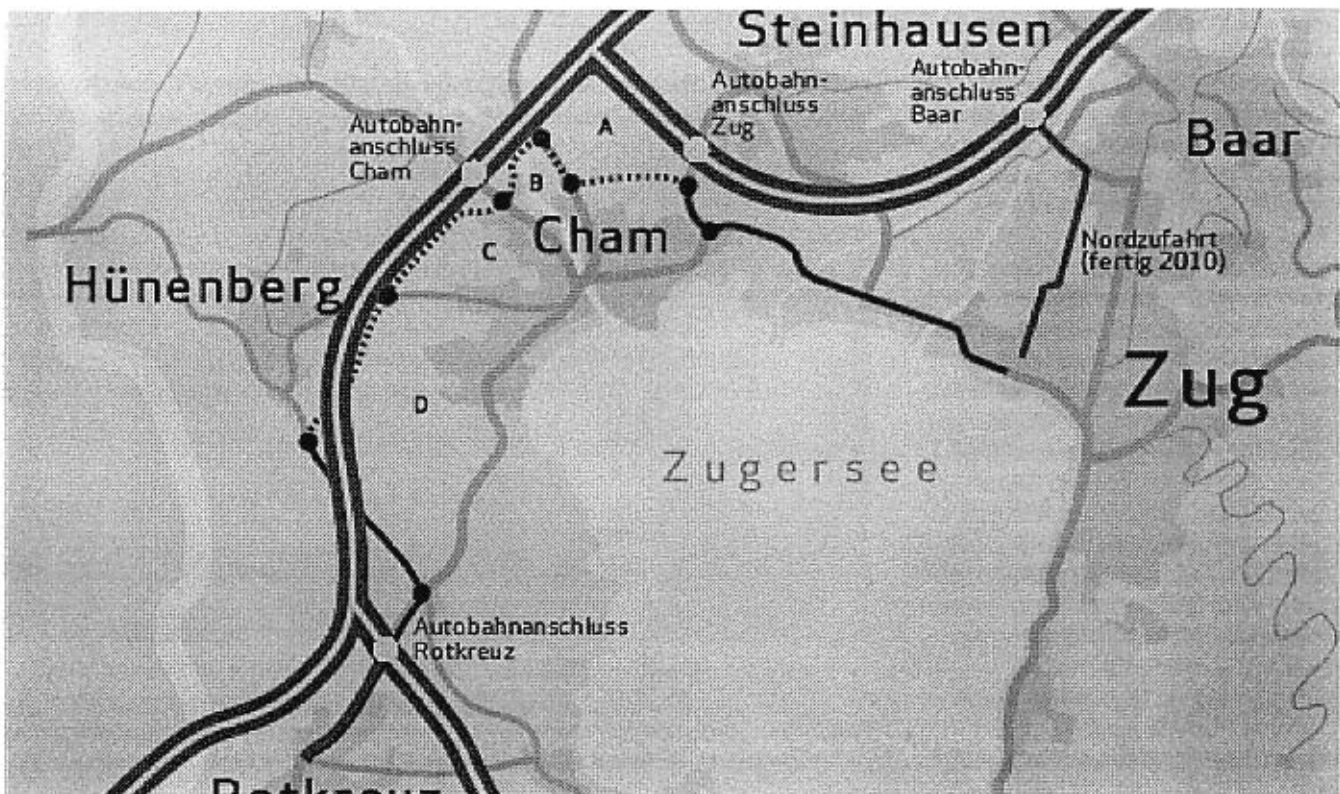 Steinhausen
Autobahn-
anschluss
Zug
Autobahn-
anschluss
Baar
Baar
Autobahn-
anschluss
Cham
A
B
C
Cham
Hünenberg
Nordzufahrt
(fertig 2010)
Zug
D
Zugersee
Autobahnanschluss
Rotkreuz
Rotkreuz